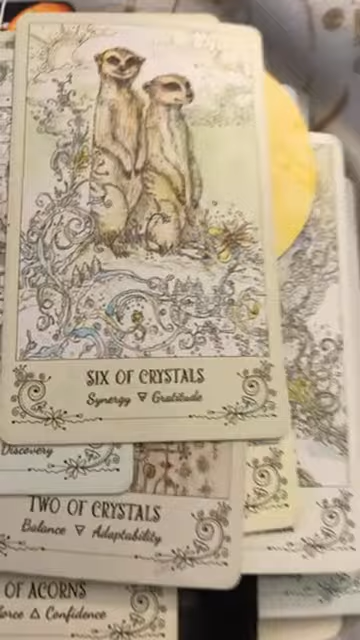 SIX OF CRYSTALS
Synergy ▽ Gratitude
Discovery
TWO OF CRYSTALS
Balance ▽ Adaptability
OF ACORNS
△ Confidence